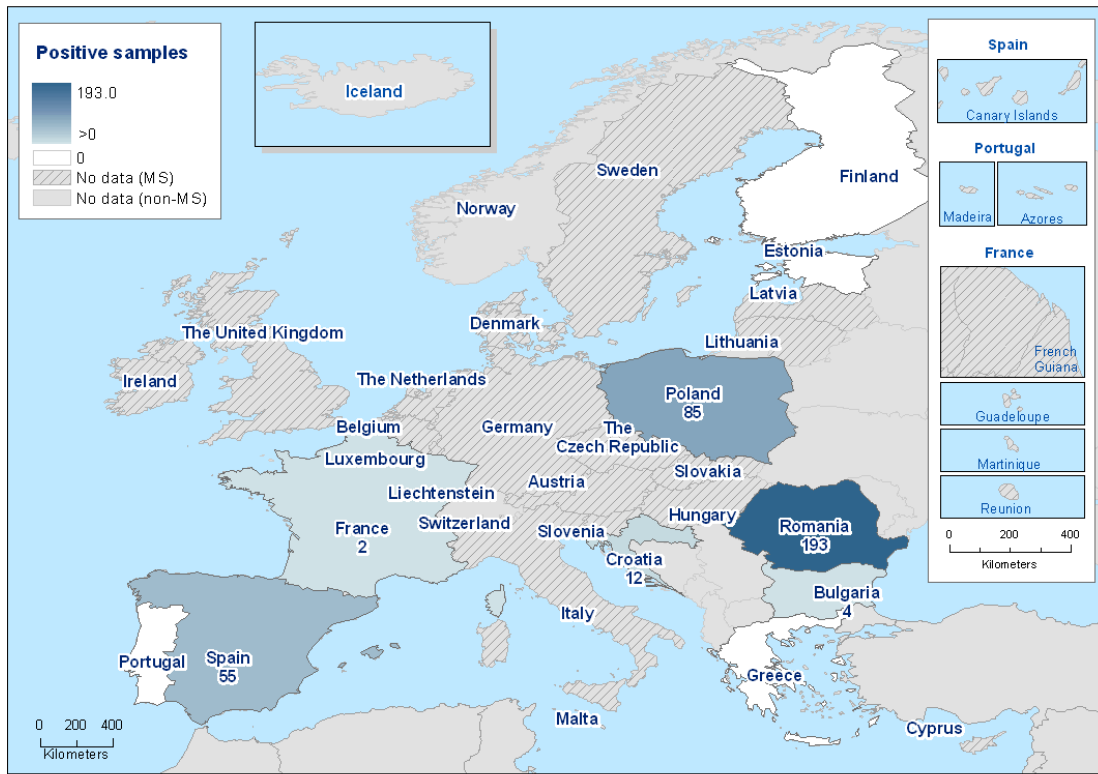 Positive samples
193.0
>0
0
No data (MS)
No data (non-MS)
Iceland
Spain
Canary Islands
Portugal
Madeira
Azores
France
French
Guiana
Guadeloupe
Martinique
Reunion
0 200 400
Kilometers
Sweden
Finland
Norway
Estonia
Latvia
Denmark
Lithuania
The United Kingdom
Ireland
The Netherlands
Poland
85
Belgium
Germany
The
Czech Republic
Luxembourg
Slovakia
Austria
Liechtenstein
Hungary
Switzerland
France
2
Slovenia
Romania
193
Croatia
12
Bulgaria
4
Italy
Portugal
Spain
55
Greece
Malta
Cyprus
0 200 400
Kilometers